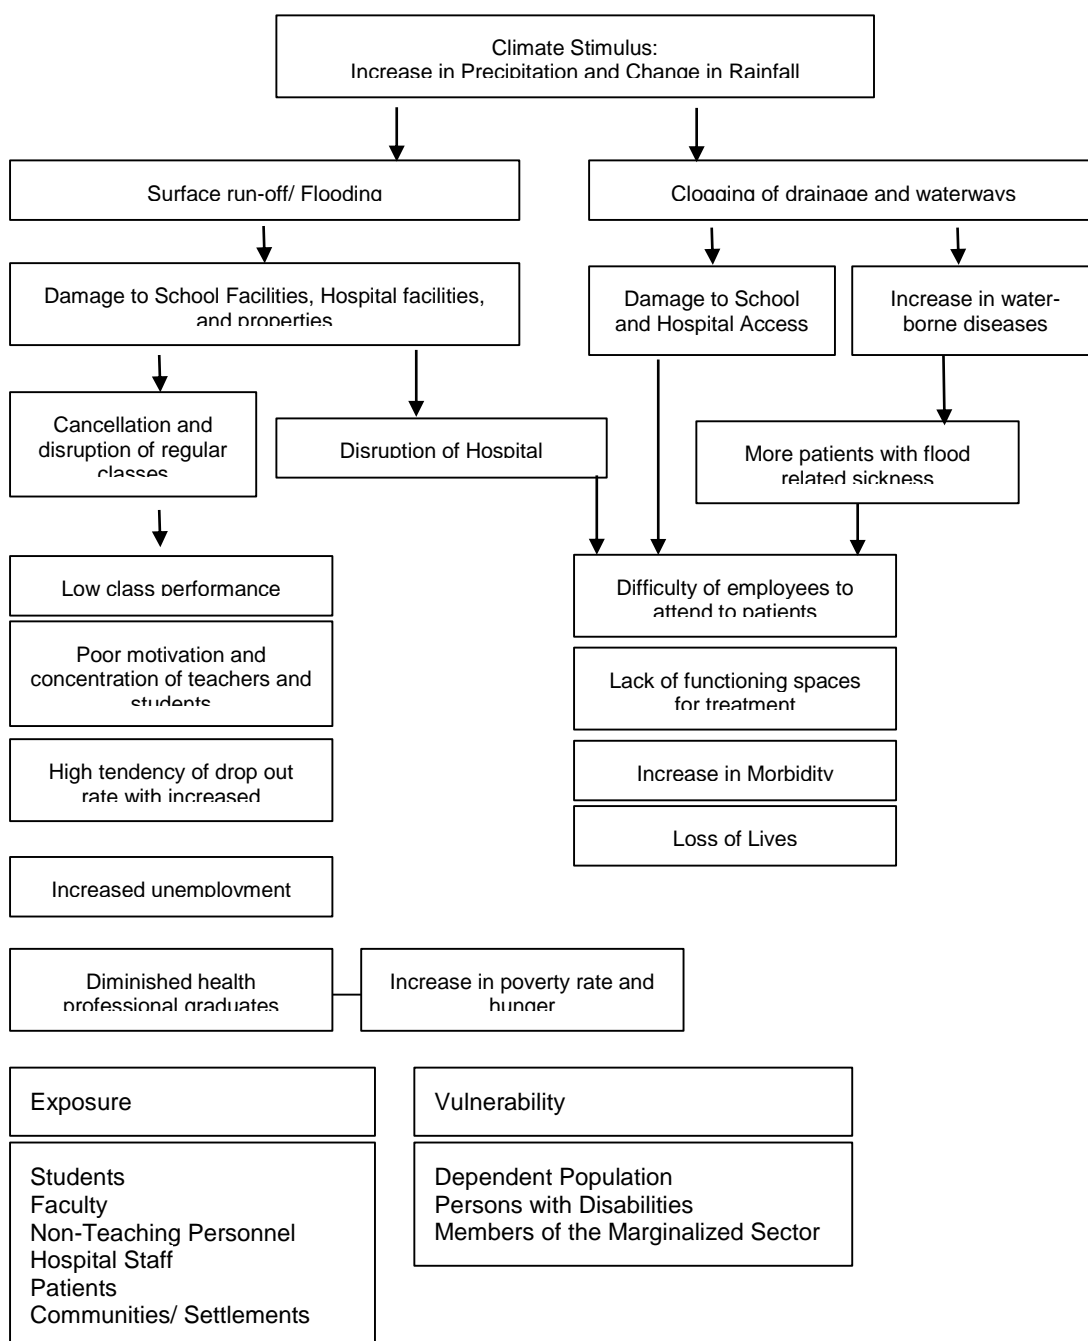 Climate Stimulus:
Increase in Precipitation and Change in Rainfall
Surface run-off/ Flooding
Clogging of drainage and waterways
Damage to School Facilities, Hospital facilities,
and properties
Damage to School
and Hospital Access
Increase in water-
borne diseases
Cancellation and
disruption of regular
classes
Disruption of Hospital
More patients with flood
related sickness
Low class performance
Difficulty of employees to
attend to patients
Poor motivation and
concentration of teachers and
students
Lack of functioning spaces
for treatment
High tendency of drop out
rate with increased
Increase in Morbidity
Loss of Lives
Increased unemployment
Diminished health
professional graduates
Increase in poverty rate and
hunger
Exposure
Students
Faculty
Non-Teaching Personnel
Hospital Staff
Patients
Communities/ Settlements
Vulnerability
Dependent Population
Persons with Disabilities
Members of the Marginalized Sector